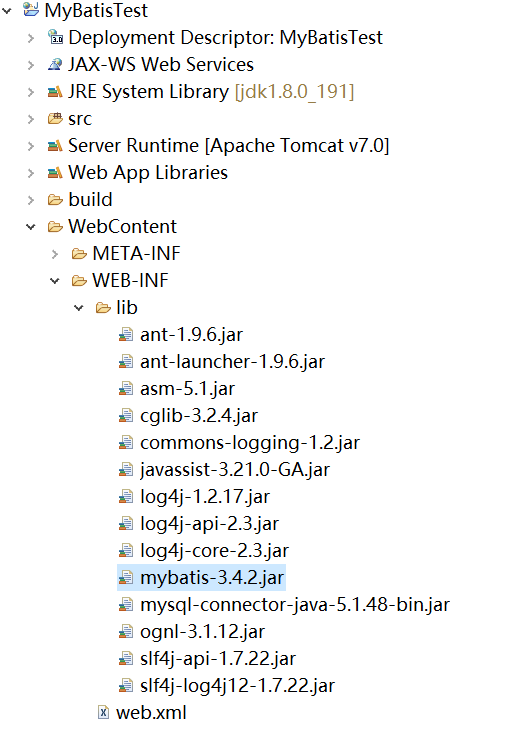 MyBatisTest
3.0 Deployment Descriptor: MyBatisTest
JAX-WS Web Services
JRE System Library [jdk1.8.0_191]
src
Server Runtime [Apache Tomcat v7.0]
Web App Libraries
build
WebContent
META-INF
WEB-INF
lib
ant-1.9.6.jar
ant-launcher-1.9.6.jar
asm-5.1.jar
cglib-3.2.4.jar
commons-logging-1.2.jar
javassist-3.21.0-GA.jar
log4j-1.2.17.jar
log4j-api-2.3.jar
log4j-core-2.3.jar
mybatis-3.4.2.jar
mysql-connector-java-5.1.48-bin.jar
ognl-3.1.12.jar
slf4j-api-1.7.22.jar
slf4j-log4j12-1.7.22.jar
X web.xml